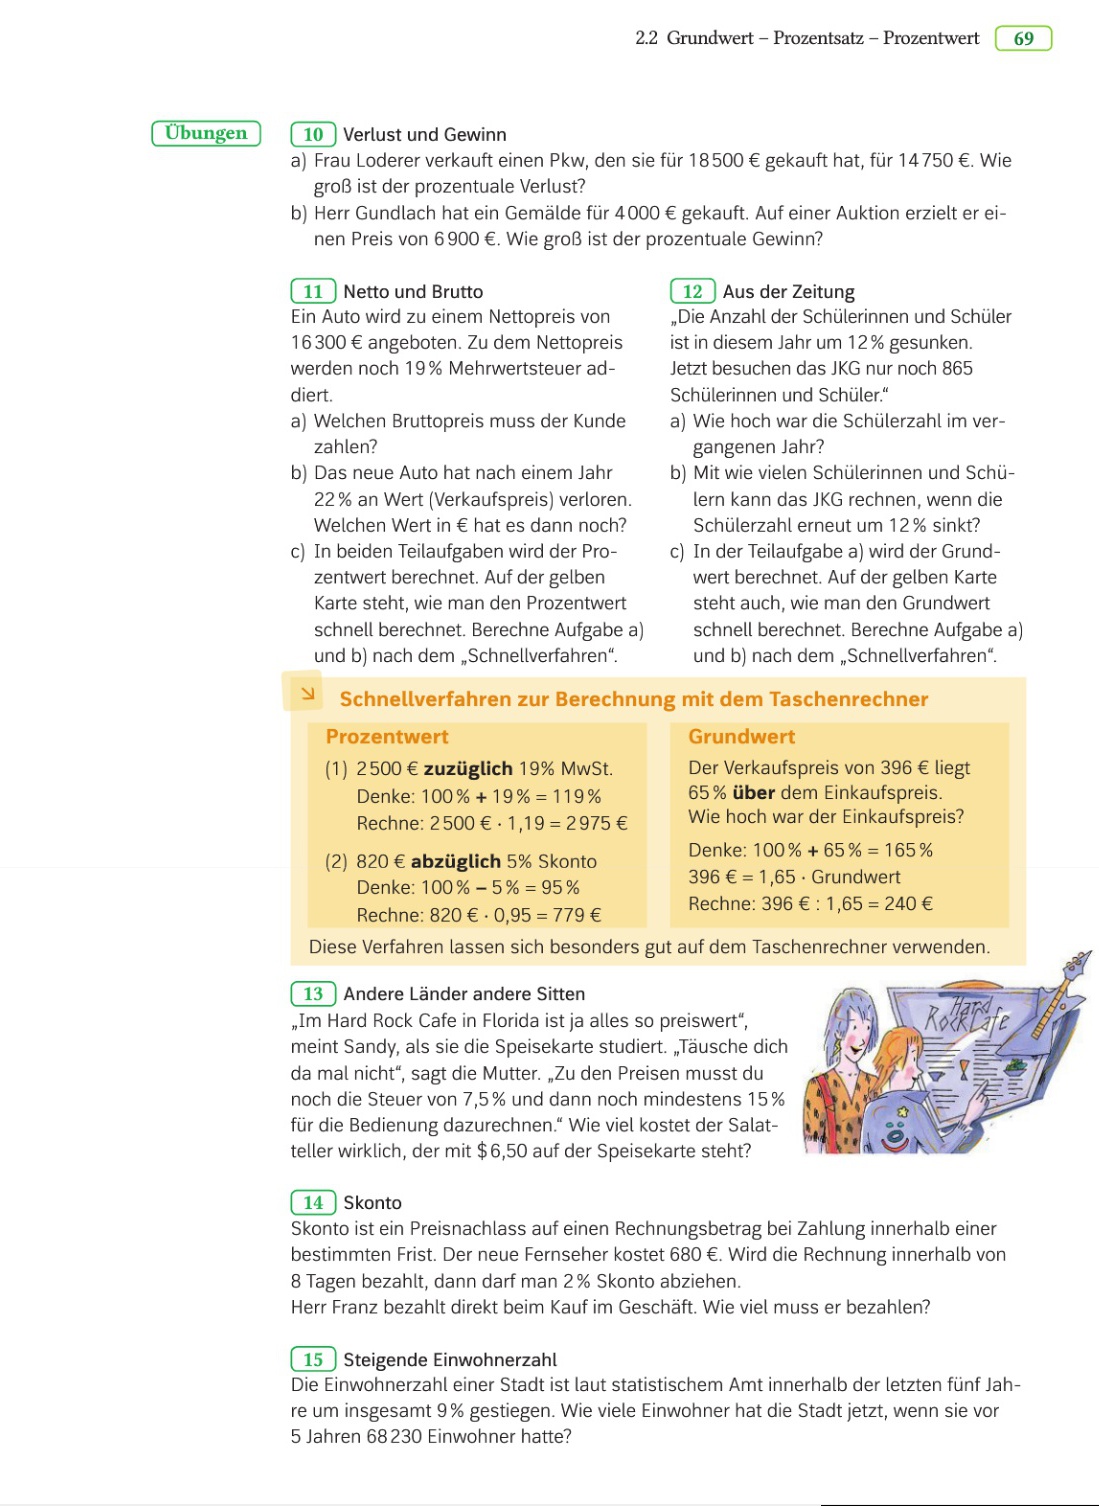 2.2 Grundwert – Prozentsatz – Prozentwert 69
Übungen
10 Verlust und Gewinn
a) Frau Loderer verkauft einen Pkw, den sie für 18 500 € gekauft hat, für 14 750 €. Wie
groß ist der prozentuale Verlust?
b) Herr Gundlach hat ein Gemälde für 4 000 € gekauft. Auf einer Auktion erzielt er ei-
nen Preis von 6 900 €. Wie groß ist der prozentuale Gewinn?
11 Netto und Brutto
Ein Auto wird zu einem Nettopreis von
16 300 € angeboten. Zu dem Nettopreis
werden noch 19 % Mehrwertsteuer ad-
diert.
a) Welchen Bruttopreis muss der Kunde
zahlen?
b) Das neue Auto hat nach einem Jahr
22 % an Wert (Verkaufspreis) verloren.
Welchen Wert in € hat es dann noch?
c) In beiden Teilaufgaben wird der Pro-
zentwert berechnet. Auf der gelben
Karte steht, wie man den Prozentwert
schnell berechnet. Berechne Aufgabe a)
und b) nach dem „Schnellverfahren“.
12 Aus der Zeitung
„Die Anzahl der Schülerinnen und Schüler
ist in diesem Jahr um 12 % gesunken.
Jetzt besuchen das JKG nur noch 865
Schülerinnen und Schüler.“
a) Wie hoch war die Schülerzahl im ver-
gangenen Jahr?
b) Mit wie vielen Schülerinnen und Schü-
lern kann das JKG rechnen, wenn die
Schülerzahl erneut um 12 % sinkt?
c) In der Teilaufgabe a) wird der Grund-
wert berechnet. Auf der gelben Karte
steht auch, wie man den Grundwert
schnell berechnet. Berechne Aufgabe a)
und b) nach dem „Schnellverfahren“.
Schnellverfahren zur Berechnung mit dem Taschenrechner
Prozentwert
(1) 2 500 € zuzüglich 19% MwSt.
Denke: 100 % + 19 % = 119 %
Rechne: 2 500 € · 1,19 = 2 975 €
(2) 820 € abzüglich 5% Skonto
Denke: 100 % – 5 % = 95 %
Rechne: 820 € · 0,95 = 779 €
Grundwert
Der Verkaufspreis von 396 € liegt
65 % über dem Einkaufspreis.
Wie hoch war der Einkaufspreis?
Denke: 100 % + 65 % = 165 %
396 € = 1,65 · Grundwert
Rechne: 396 € : 1,65 = 240 €
Diese Verfahren lassen sich besonders gut auf dem Taschenrechner verwenden.
13 Andere Länder andere Sitten
„Im Hard Rock Cafe in Florida ist ja alles so preiswert“,
meint Sandy, als sie die Speisekarte studiert. „Täusche dich
da mal nicht“, sagt die Mutter. „Zu den Preisen musst du
noch die Steuer von 7,5 % und dann noch mindestens 15 %
für die Bedienung dazurechnen.“ Wie viel kostet der Salat-
teller wirklich, der mit $ 6,50 auf der Speisekarte steht?
Hard
Rock Cafe
14 Skonto
Skonto ist ein Preisnachlass auf einen Rechnungsbetrag bei Zahlung innerhalb einer
bestimmten Frist. Der neue Fernseher kostet 680 €. Wird die Rechnung innerhalb von
8 Tagen bezahlt, dann darf man 2 % Skonto abziehen.
Herr Franz bezahlt direkt beim Kauf im Geschäft. Wie viel muss er bezahlen?
15 Steigende Einwohnerzahl
Die Einwohnerzahl einer Stadt ist laut statistischem Amt innerhalb der letzten fünf Jah-
re um insgesamt 9 % gestiegen. Wie viele Einwohner hat die Stadt jetzt, wenn sie vor
5 Jahren 68 230 Einwohner hatte?